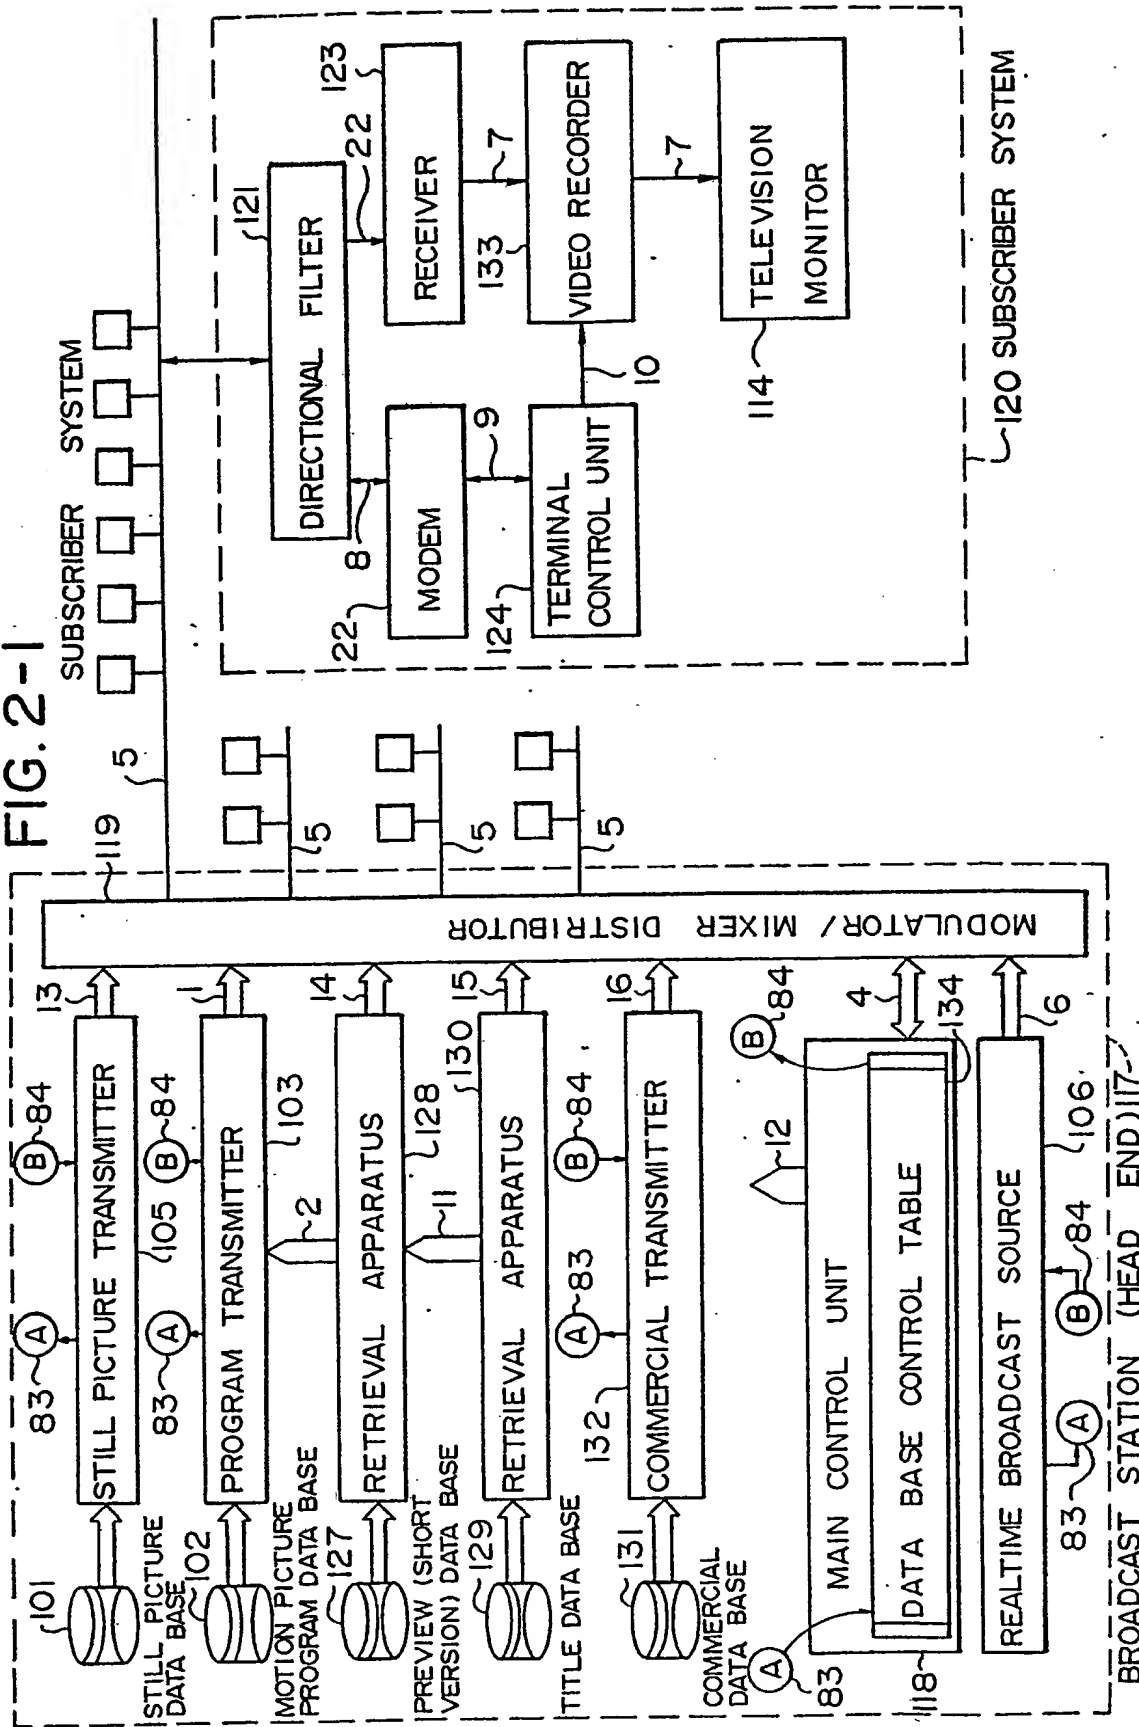 FIG. 2-1
101
STILL PICTURE
DATA BASE
STILL PICTURE TRANSMITTER
105
83
A
B
84
13
102
MOTION PICTURE
PROGRAM DATA BASE
PROGRAM TRANSMITTER
103
83
A
B
84
1
2
127
PREVIEW (SHORT
VERSION) DATA BASE
RETRIEVAL APPARATUS
128
14
11
129
TITLE DATA BASE
RETRIEVAL APPARATUS
130
15
131
COMMERCIAL
DATA BASE
COMMERCIAL TRANSMITTER
132
A
83
B
84
16
12
MAIN CONTROL UNIT
DATA BASE CONTROL TABLE
A
83
118
B
84
4
134
REALTIME BROADCAST SOURCE
106
83
A
B
84
6
BROADCAST STATION (HEAD END) 117
119
MODULATOR/MIXER DISTRIBUTOR
5
5
5
5
SUBSCRIBER SYSTEM
121
DIRECTIONAL FILTER
8
22
22
MODEM
RECEIVER
123
9
7
124
TERMINAL
CONTROL UNIT
10
133
VIDEO RECORDER
7
114
TELEVISION
MONITOR
120 SUBSCRIBER SYSTEM